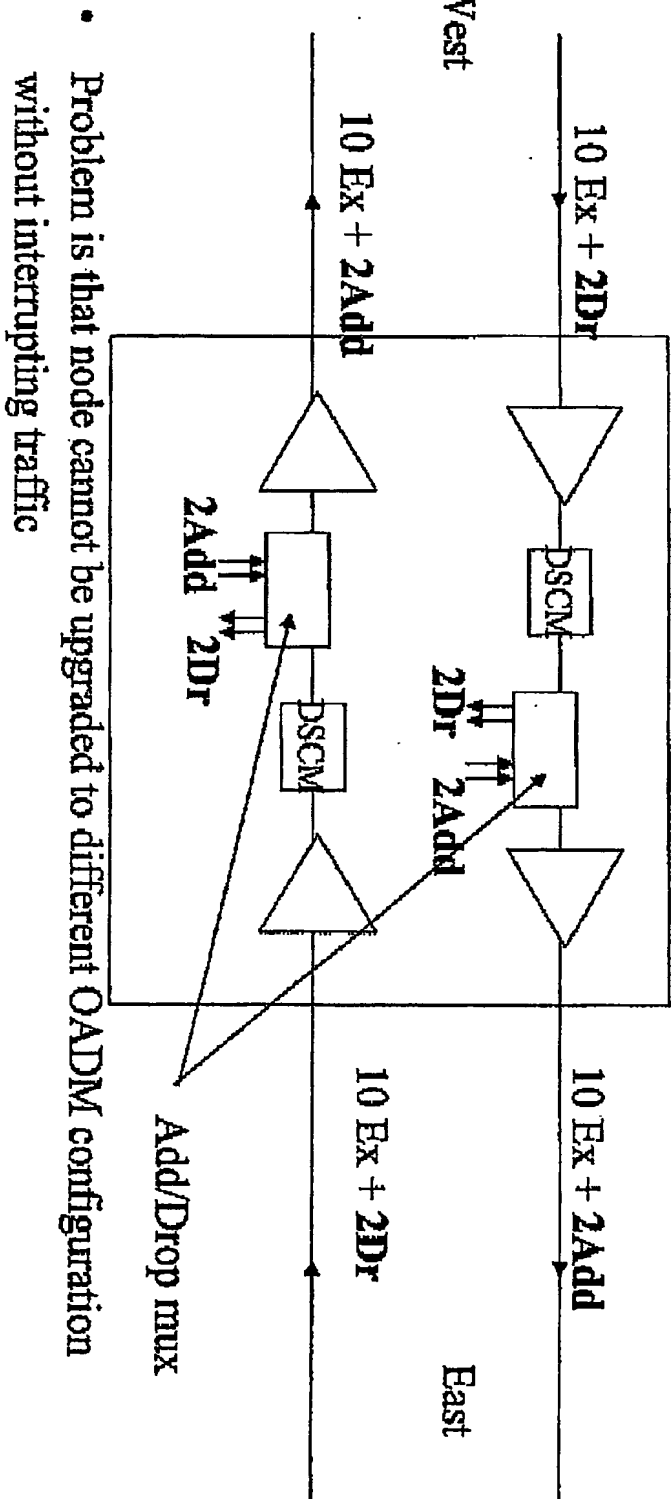 West
East
10 Ex + 2Dr
10 Ex + 2Add
DSCM
2Dr
2Add
10 Ex + 2Add
10 Ex + 2Dr
2Add
2Dr
DSCM
Add/Drop mux
• Problem is that node cannot be upgraded to different OADM configuration
without interrupting traffic